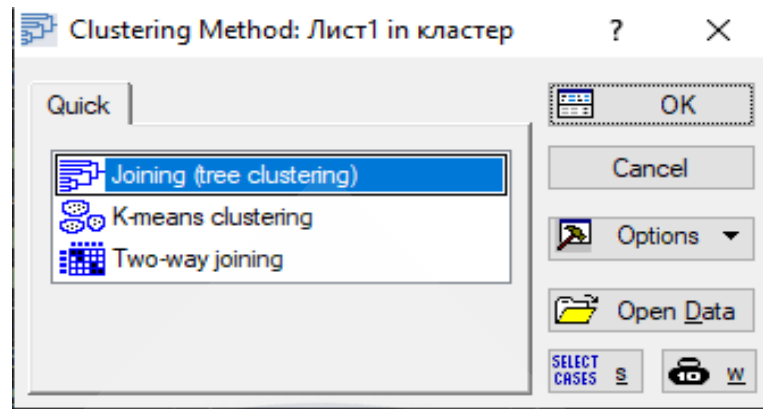 Clustering Method: Лист1 in кластер ? ×
Quick
OK
Joining (tree clustering)
Cancel
K-means clustering
Options
Two-way joining
Open Data
SELECT CASES S
W